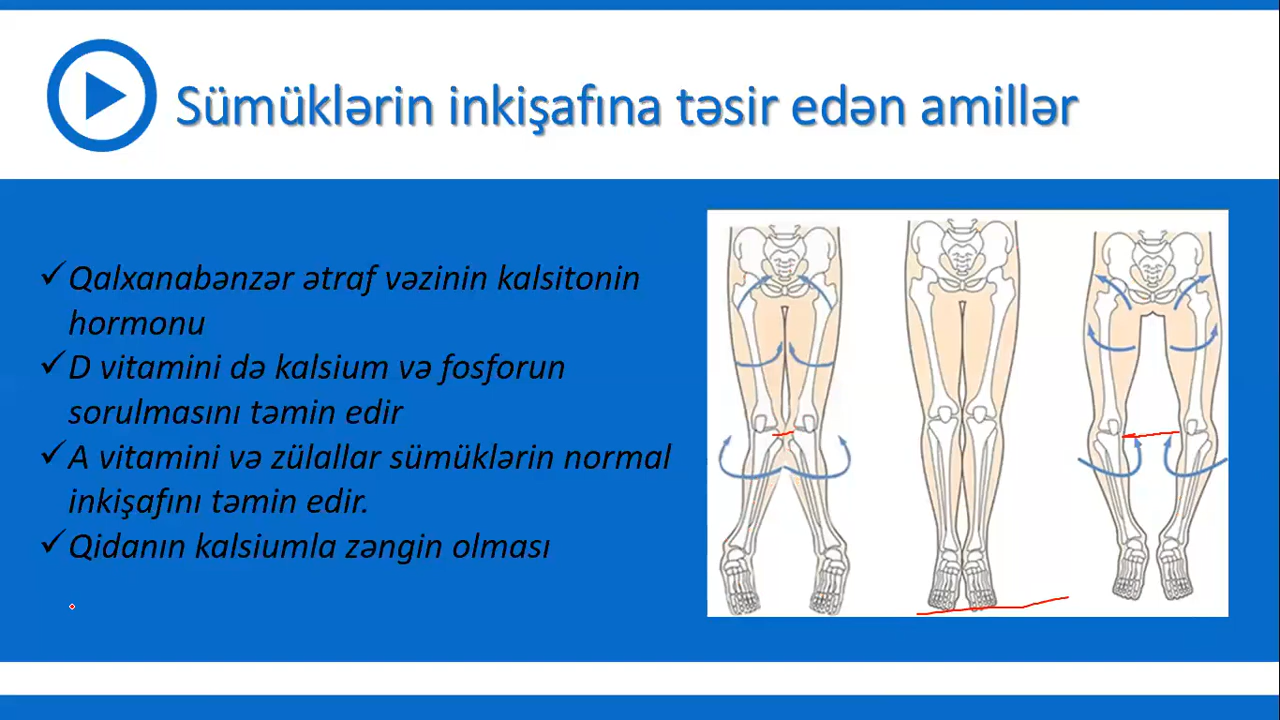 Sümüklərin inkişafına təsir edən amillər
✓Qalxanabənzər ətraf vəzinin kalsitonin
hormonu
✓D vitamini də kalsium və fosforun
sorulmasını təmin edir
✓A vitamini və zülallar sümüklərin normal
inkişafını təmin edir.
✓Qidanın kalsiumla zəngin olması